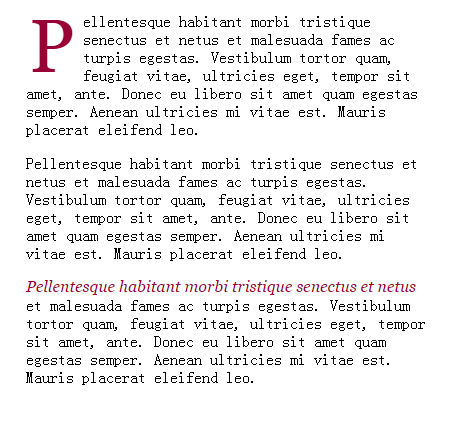 Pellentesque habitant morbi tristique
senectus et netus et malesuada fames ac
turpis egestas. Vestibulum tortor quam,
feugiat vitae, ultricies eget, tempor sit
amet, ante. Donec eu libero sit amet quam egestas
semper. Aenean ultricies mi vitae est. Mauris
placerat eleifend leo.
Pellentesque habitant morbi tristique senectus et
netus et malesuada fames ac turpis egestas.
Vestibulum tortor quam, feugiat vitae, ultricies
eget, tempor sit amet, ante. Donec eu libero sit
amet quam egestas semper. Aenean ultricies mi
vitae est. Mauris placerat eleifend leo.
Pellentesque habitant morbi tristique senectus et netus
et malesuada fames ac turpis egestas. Vestibulum
tortor quam, feugiat vitae, ultricies eget, tempor
sit amet, ante. Donec eu libero sit amet quam
egestas semper. Aenean ultricies mi vitae est.
Mauris placerat eleifend leo.